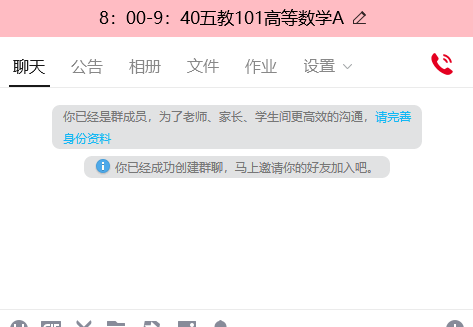 8：00-9：40五教101高等数学A
聊天 公告 相册 文件 作业 设置
你已经是群成员，为了老师、家长、学生间更高效的沟通，请完善
身份资料
你已经成功创建群聊，马上邀请你的好友加入吧。